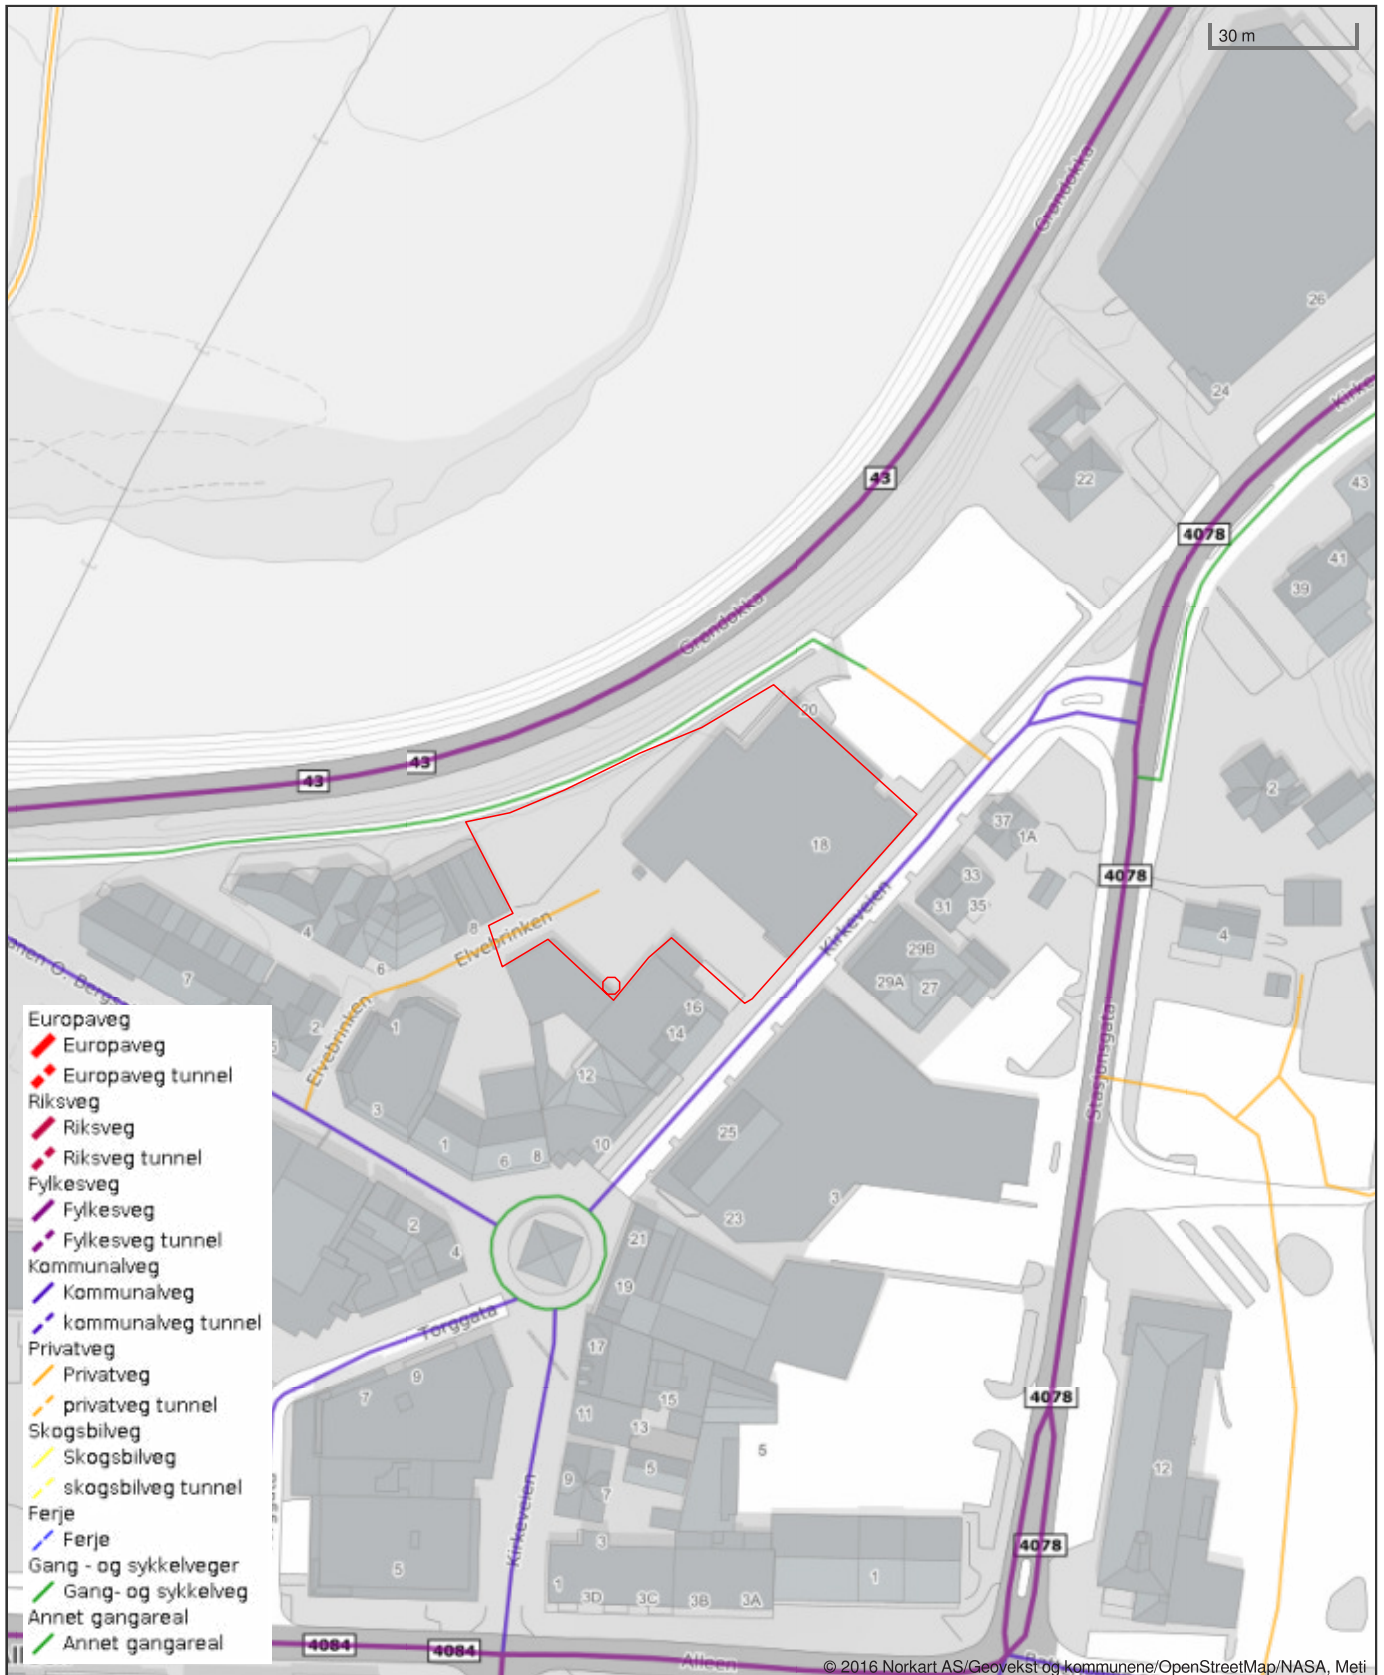 30 m
Grøndokka
26
24
Kirke
43
22
43
4078
41
39
Grøndokka
20
43
43
2
37
1A
18
4078
33
31
35
Kirkeveien
8
4
Elvebrinken
29B
4
6
7
29A
27
16
14
2
1
Elvebrinken
12
Stasjonsgata
3
25
1
10
6
8
3
23
2
21
4
19
Torggata
17
9
7
15
11
13
4078
5
5
9
7
12
Kirkeveien
3
4078
5
1
1
3D
3C
3B
3A
4084
4084
Alleen
Europaveg
Europaveg
Europaveg tunnel
Riksveg
Riksveg
Riksveg tunnel
Fylkesveg
Fylkesveg
Fylkesveg tunnel
Kommunalveg
Kommunalveg
kommunalveg tunnel
Privatveg
Privatveg
privatveg tunnel
Skogsbilveg
Skogsbilveg
skogsbilveg tunnel
Ferje
Ferje
Gang - og sykkelveger
Gang- og sykkelveg
Annet gangareal
Annet gangareal
© 2016 Norkart AS/Geovekst og kommunene/OpenStreetMap/NASA, Meti